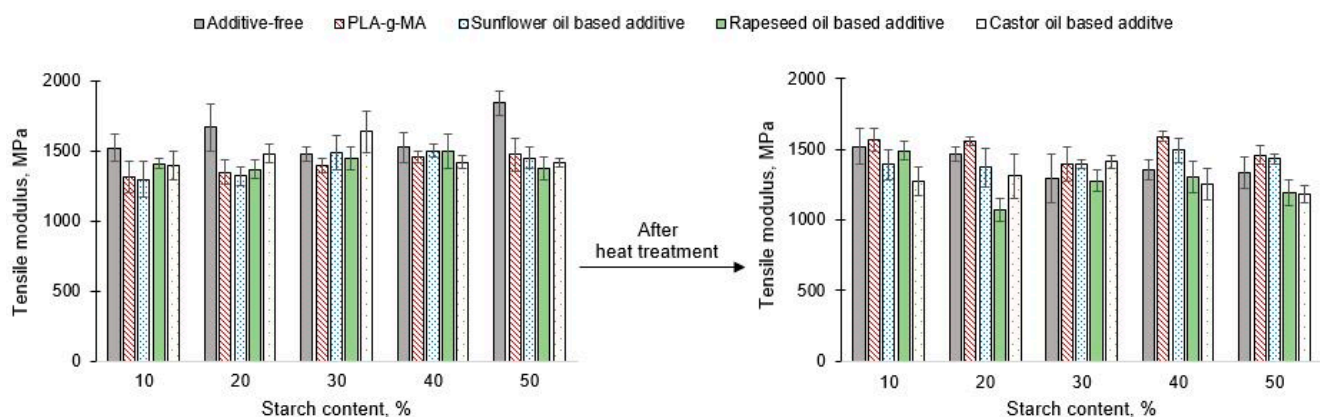 Additive-free PLA-g-MA Sunflower oil based additive Rapeseed oil based additive Castor oil based additve
Tensile modulus, MPa
2000
1500
1000
500
0
10 20 30 40 50
Starch content, %
After
heat treatment
Tensile modulus, MPa
2000
1500
1000
500
0
10 20 30 40 50
Starch content, %